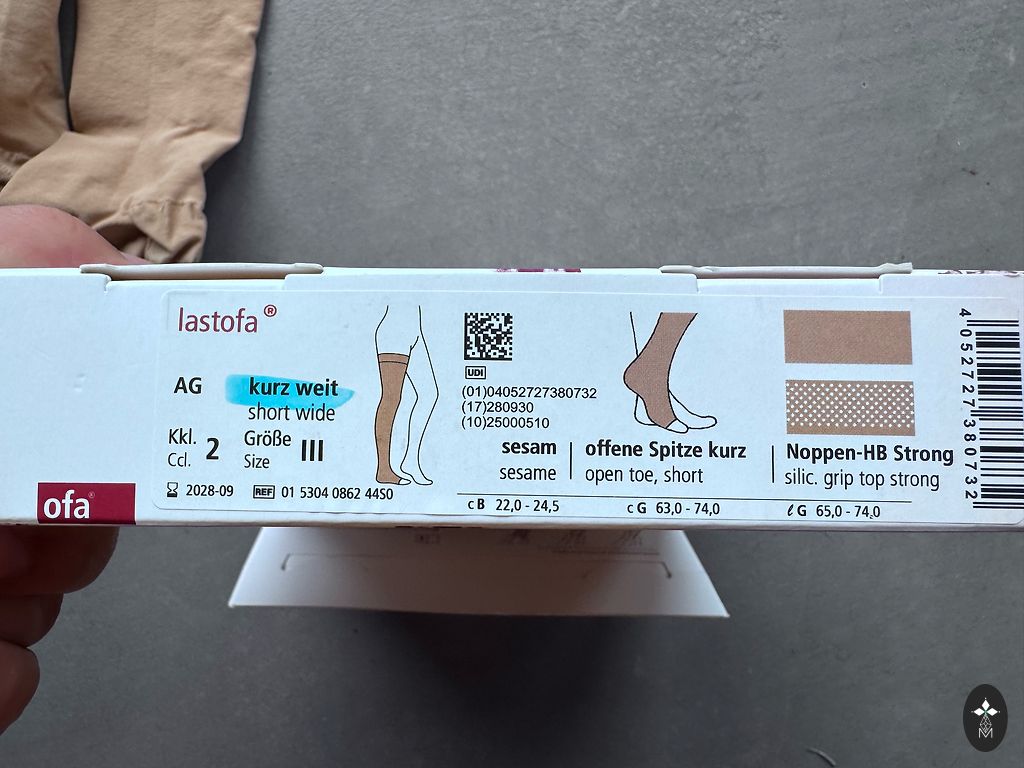 lastofa®
AG
kurz weit
short wide
Kkl. 2
Ccl.
Größe III
Size
2028-09
REF 01 5304 0862 44S0
UDI
(01)04052727380732
(17)280930
(10)25000510
sesam
sesame
offene Spitze kurz
open toe, short
Noppen-HB Strong
silic. grip top strong
c B 22,0 - 24,5
c G 63,0 - 74,0
ℓ G 65,0 - 74,0
4 052727 380732
ofa®
M